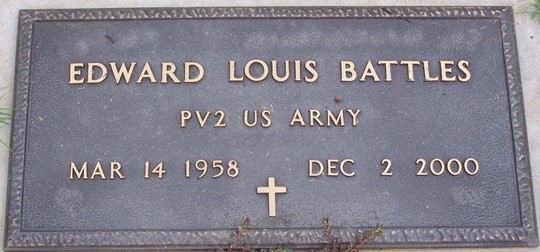 EDWARD LOUIS BATTLES
PV2 US ARMY
MAR 14 1958 DEC 2 2000